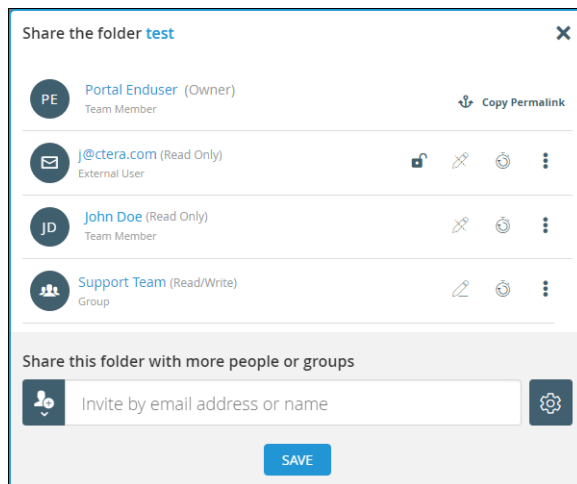 Share the folder test
PE
Portal Enduser (Owner)
Team Member
Copy Permalink
j@ctera.com (Read Only)
External User
JD
John Doe (Read Only)
Team Member
Support Team (Read/Write)
Group
Share this folder with more people or groups
Invite by email address or name
SAVE